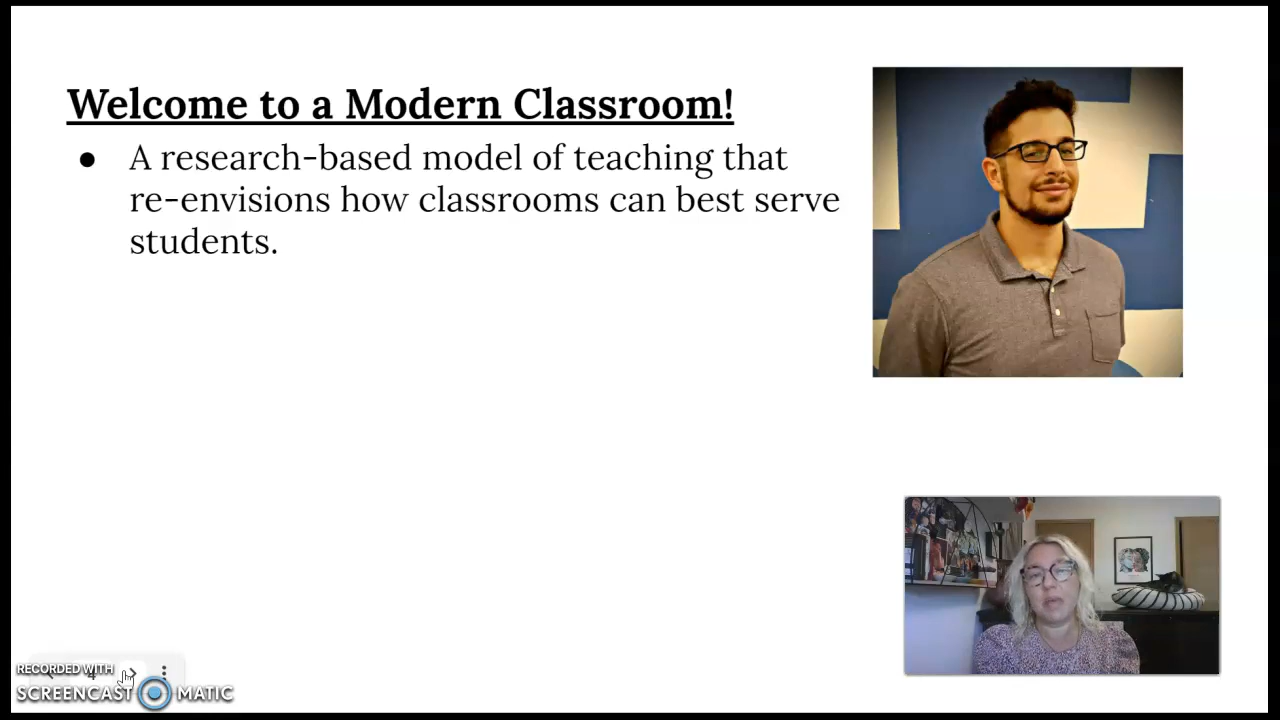 Welcome to a Modern Classroom!
● A research-based model of teaching that
re-envisions how classrooms can best serve
students.
RECORDED WITH
4
SCREENCAST MATIC